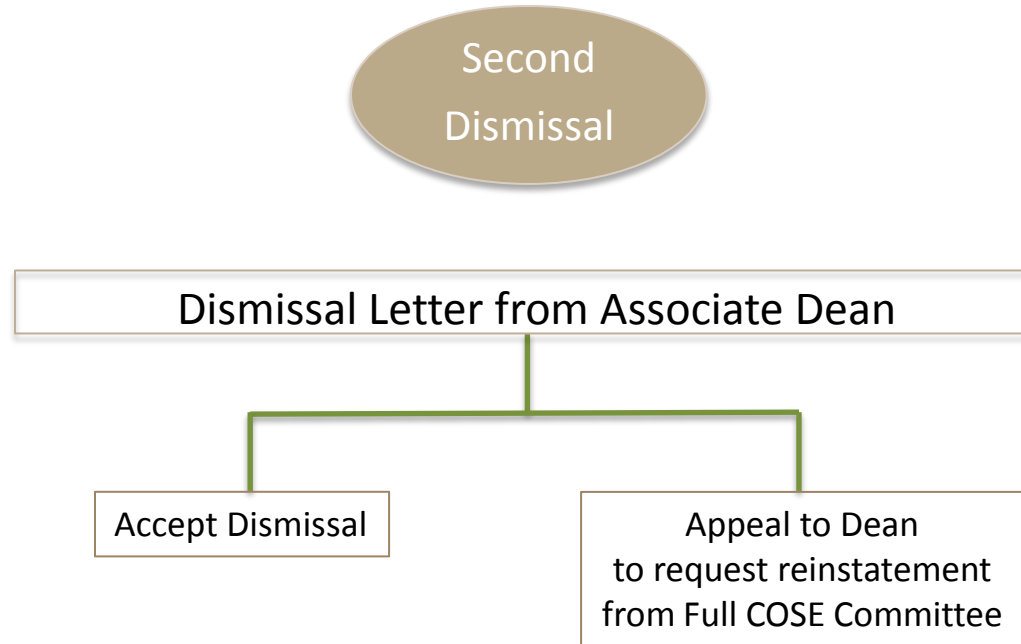 Second
Dismissal
Dismissal Letter from Associate Dean
Accept Dismissal
Appeal to Dean
to request reinstatement
from Full COSE Committee